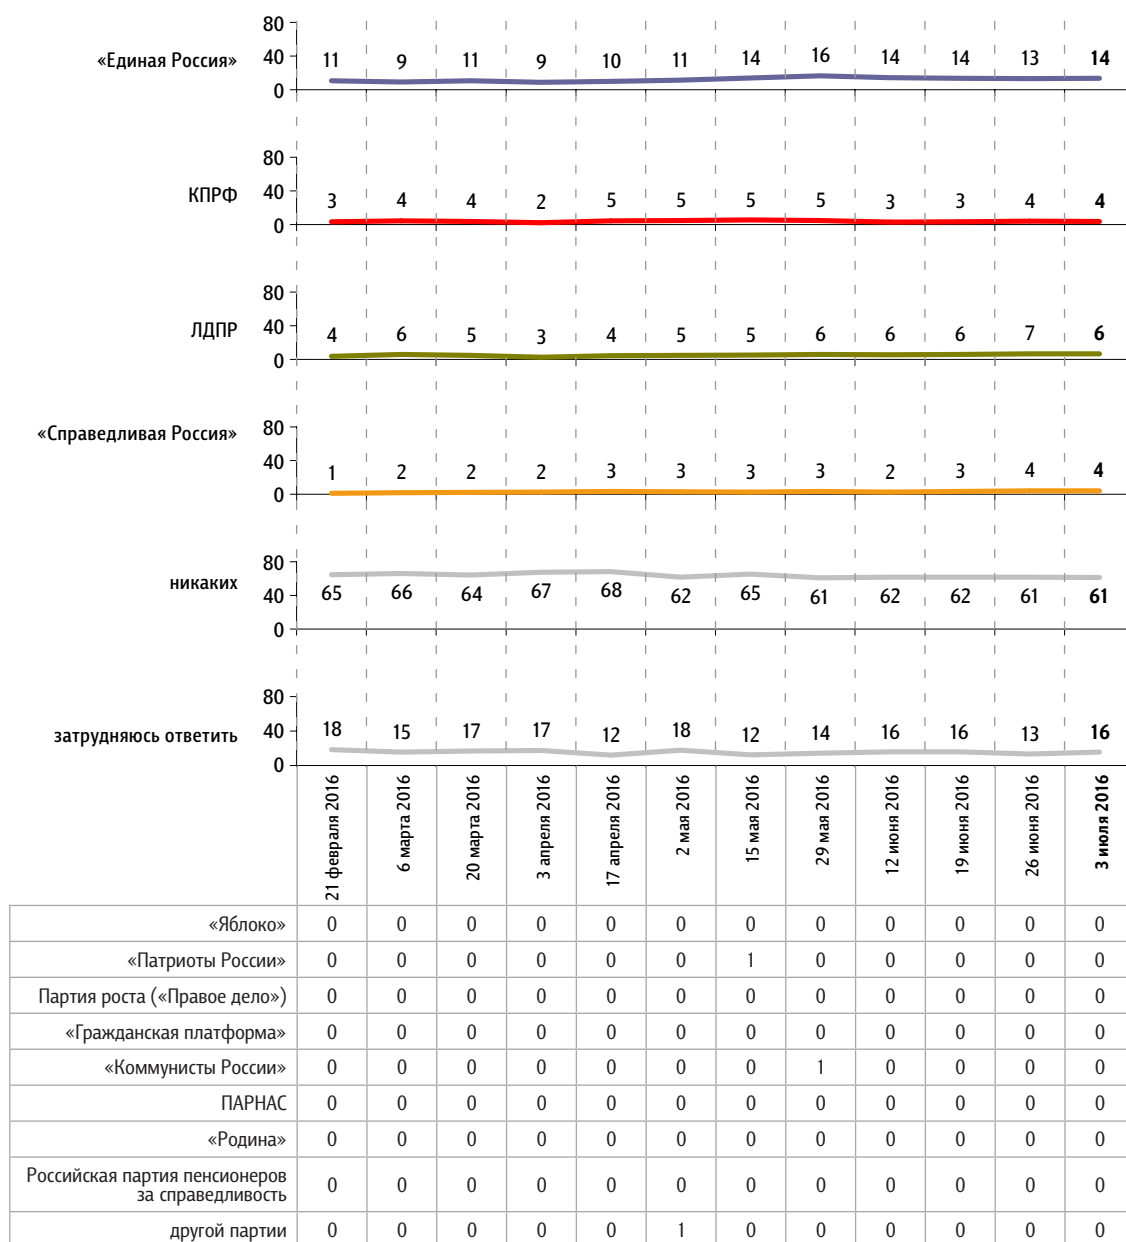 80
«Единая Россия» 40 11 9 11 9 10 11 14 16 14 14 13 14
0
80
КПРФ 40 3 4 4 2 5 5 5 5 3 3 4 4
0
80
ЛДПР 40 4 6 5 3 4 5 5 6 6 6 7 6
0
«Справедливая Россия» 80
40 1 2 2 2 3 3 3 3 2 3 4 4
0
80
никаких
40 65 66 64 67 68 62 65 61 62 62 61 61
0
80
затрудняюсь ответить 40 18 15 17 17 12 18 12 14 16 16 13 16
0
21 февраля 2016
6 марта 2016
20 марта 2016
3 апреля 2016
17 апреля 2016
2 мая 2016
15 мая 2016
29 мая 2016
12 июня 2016
19 июня 2016
26 июня 2016
3 июля 2016
«Яблоко» 0 0 0 0 0 0 0 0 0 0 0 0
«Патриоты России» 0 0 0 0 0 0 1 0 0 0 0 0
Партия роста («Правое дело») 0 0 0 0 0 0 0 0 0 0 0 0
«Гражданская платформа» 0 0 0 0 0 0 0 0 0 0 0 0
«Коммунисты России» 0 0 0 0 0 0 0 1 0 0 0 0
ПАРНАС 0 0 0 0 0 0 0 0 0 0 0 0
«Родина» 0 0 0 0 0 0 0 0 0 0 0 0
Российская партия пенсионеров
за справедливость 0 0 0 0 0 0 0 0 0 0 0 0
другой партии 0 0 0 0 0 1 0 0 0 0 0 0